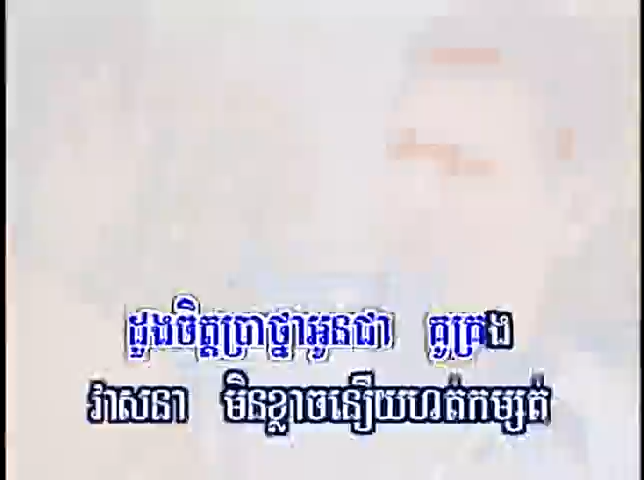 ដួងចិត្តប្រាថ្នាអូនជា គូគ្រង
វាសនា មិនខ្លាចនឿយហត់កម្សត់